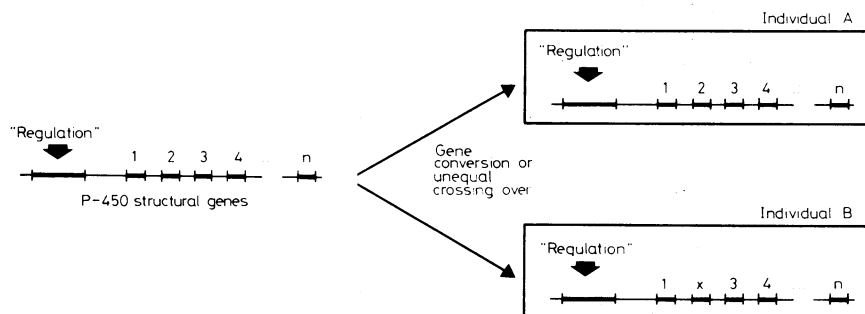 Individual A
"Regulation"
1 2 3 4 n
"Regulation"
1 2 3 4 n
P-450 structural genes
Gene
conversion or
unequal
crossing over
Individual B
"Regulation"
1 x 3 4 n